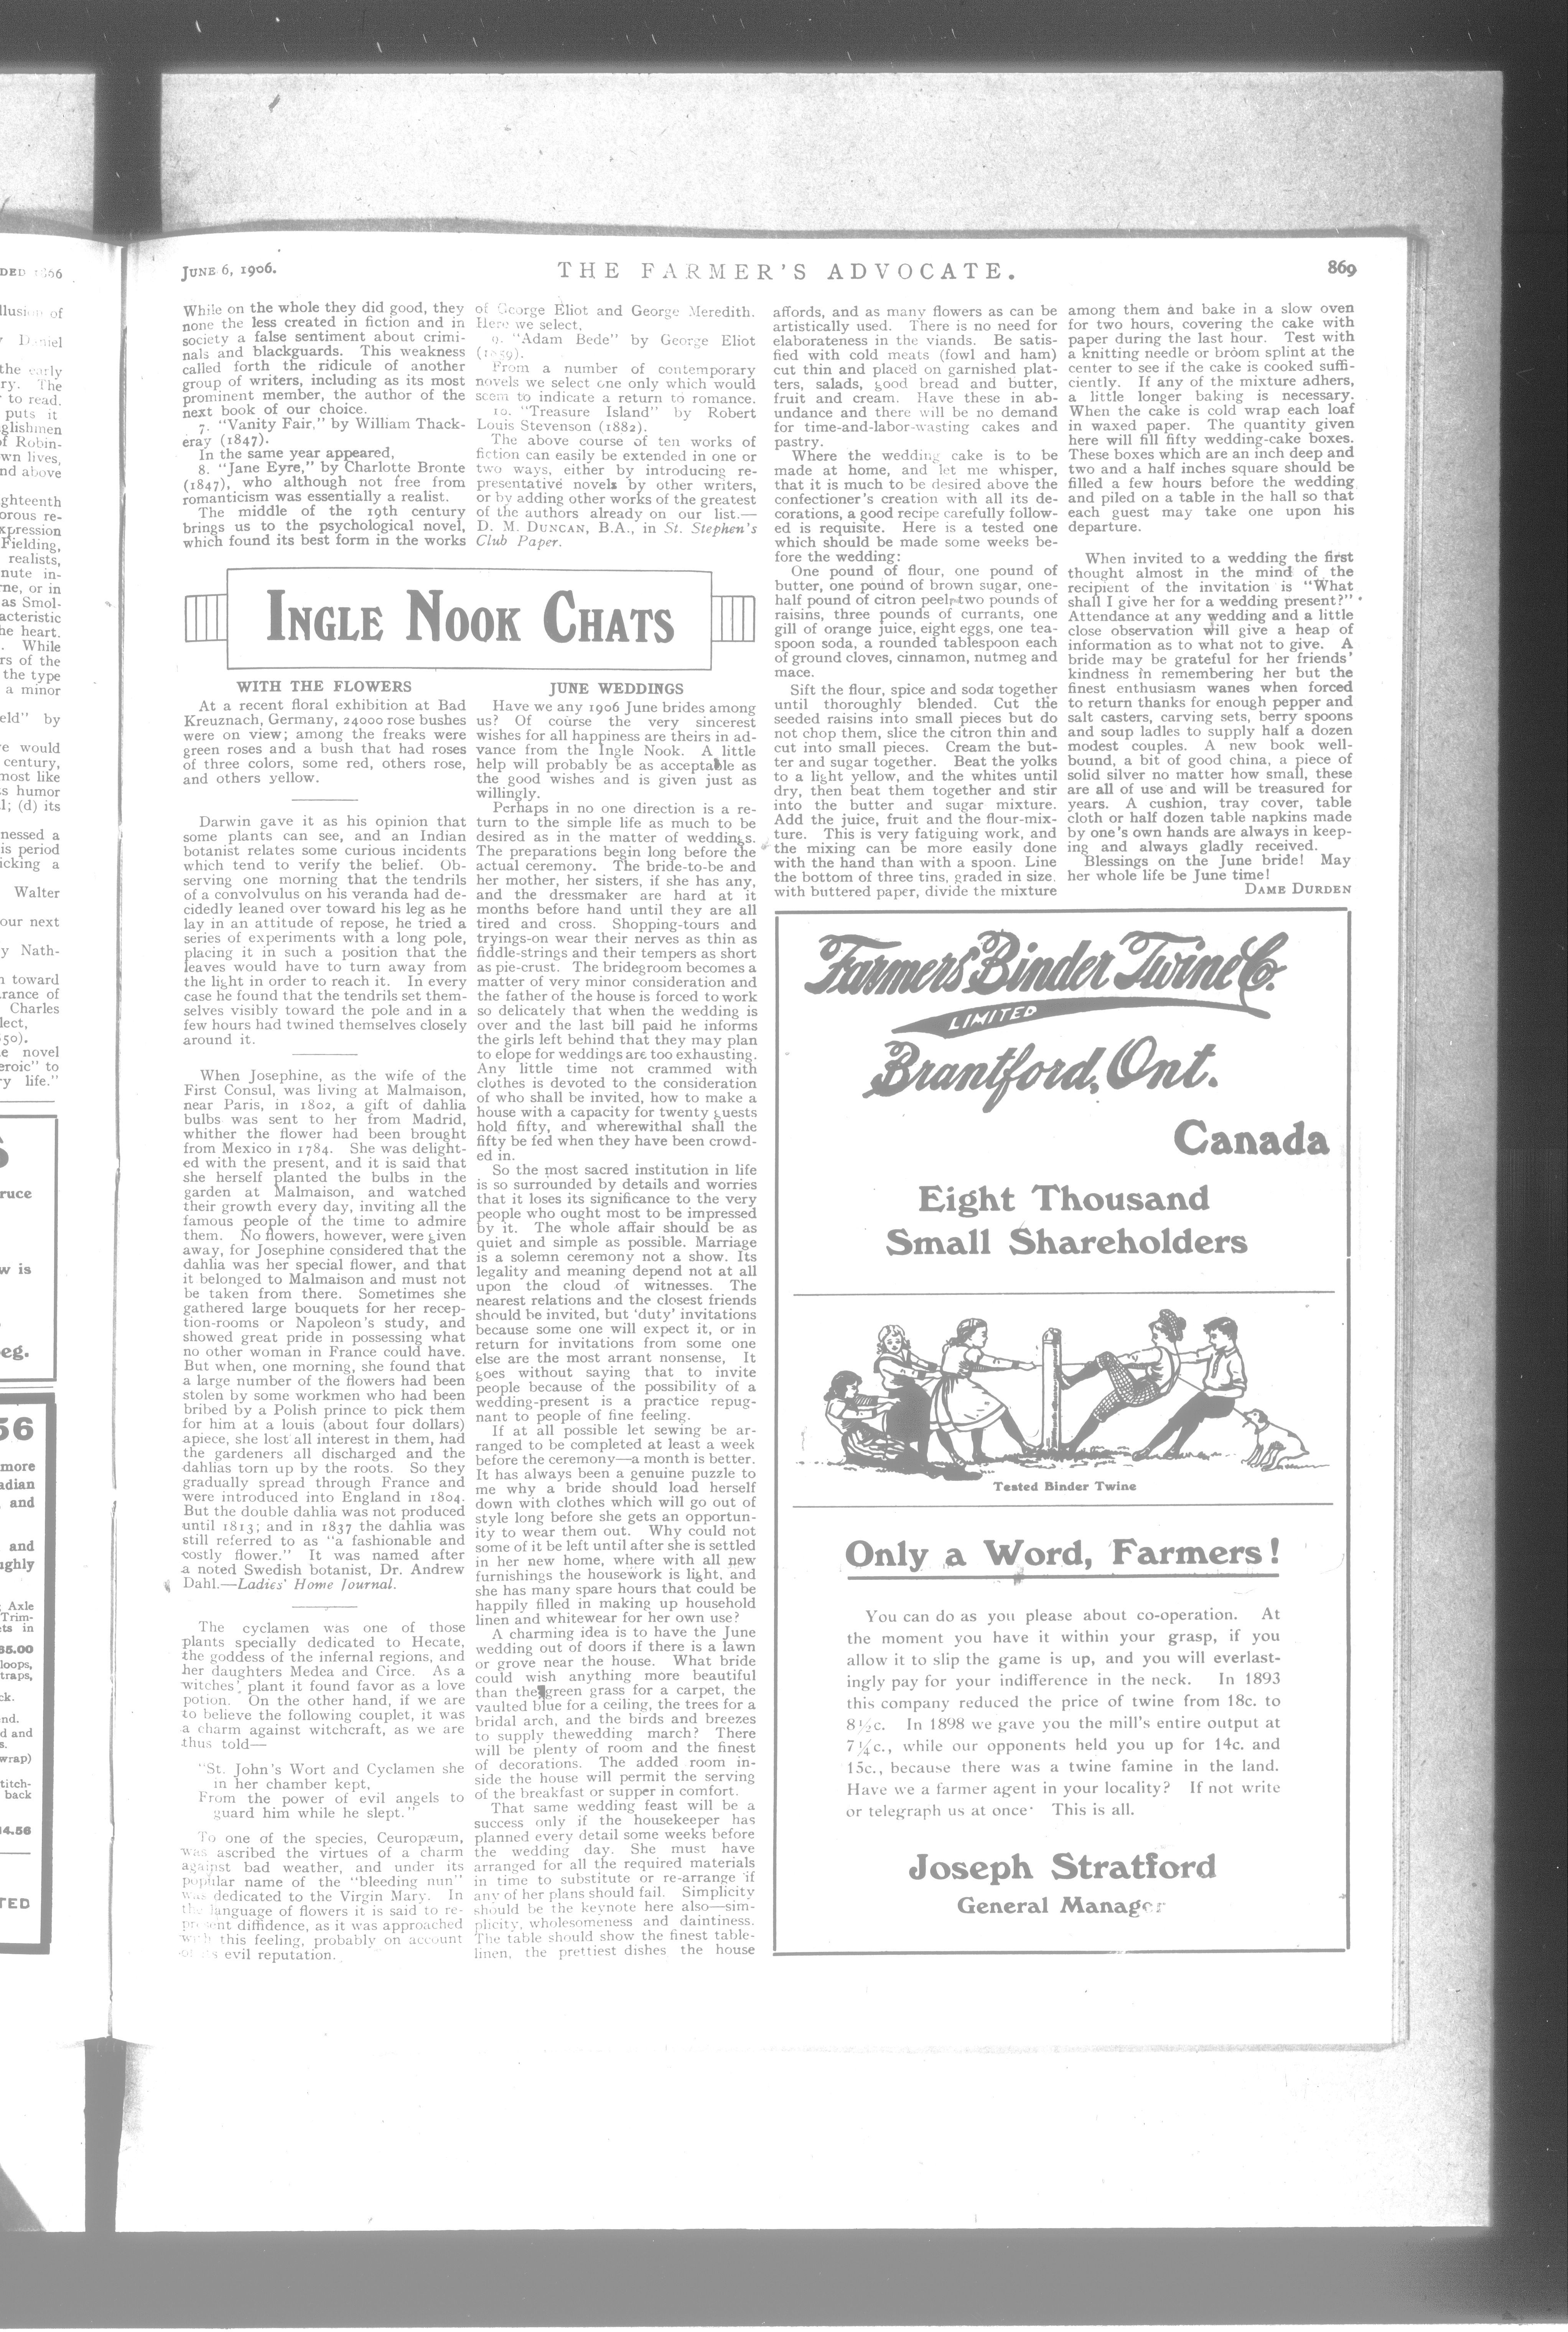 JUNE 6, 1906.
THE FARMER'S ADVOCATE.
869
While on the whole they did good, they
none the less created in fiction and in
society a false sentiment about crimi-
nals and blackguards. This weakness
called forth the ridicule of another
group of writers, including as its most
prominent member, the author of the
next book of our choice.
7. "Vanity Fair," by William Thack-
eray (1847).
In the same year appeared,
8. "Jane Eyre," by Charlotte Bronte
(1847), who although not free from
romanticism was essentially a realist.
The middle of the 19th century
brings us to the psychological novel,
which found its best form in the works
of George Eliot and George Meredith.
Here we select,
9. "Adam Bede" by George Eliot
(1859).
From a number of contemporary
novels we select one only which would
seem to indicate a return to romance.
10. "Treasure Island" by Robert
Louis Stevenson (1882).
The above course of ten works of
fiction can easily be extended in one or
two ways, either by introducing re-
presentative novels by other writers,
or by adding other works of the greatest
of the authors already on our list.—
D. M. DUNCAN, B.A., in St. Stephen's
Club Paper.
INGLE NOOK CHATS
WITH THE FLOWERS
At a recent floral exhibition at Bad
Kreuznach, Germany, 24000 rose bushes
were on view; among the freaks were
green roses and a bush that had roses
of three colors, some red, others rose,
and others yellow.
Darwin gave it as his opinion that
some plants can see, and an Indian
botanist relates some curious incidents
which tend to verify the belief. Ob-
serving one morning that the tendrils
of a convolvulus on his veranda had de-
cidedly leaned over toward his leg as he
lay in an attitude of repose, he tried a
series of experiments with a long pole,
placing it in such a position that the
leaves would have to turn away from
the light in order to reach it. In every
case he found that the tendrils set them-
selves visibly toward the pole and in a
few hours had twined themselves closely
around it.
When Josephine, as the wife of the
First Consul, was living at Malmaison,
near Paris, in 1802, a gift of dahlia
bulbs was sent to her from Madrid,
whither the flower had been brought
from Mexico in 1784. She was delight-
ed with the present, and it is said that
she herself planted the bulbs in the
garden at Malmaison, and watched
their growth every day, inviting all the
famous people of the time to admire
them. No flowers, however, were given
away, for Josephine considered that the
dahlia was her special flower, and that
it belonged to Malmaison and must not
be taken from there. Sometimes she
gathered large bouquets for her recep-
tion-rooms or Napoleon's study, and
showed great pride in possessing what
no other woman in France could have.
But when, one morning, she found that
a large number of the flowers had been
stolen by some workmen who had been
bribed by a Polish prince to pick them
for him at a louis (about four dollars)
apiece, she lost all interest in them, had
the gardeners all discharged and the
dahlias torn up by the roots. So they
gradually spread through France and
were introduced into England in 1804.
But the double dahlia was not produced
until 1813; and in 1837 the dahlia was
still referred to as "a fashionable and
costly flower." It was named after
a noted Swedish botanist, Dr. Andrew
Dahl.—Ladies' Home Journal.
The cyclamen was one of those
plants specially dedicated to Hecate,
the goddess of the infernal regions, and
her daughters Medea and Circe. As a
witches' plant it found favor as a love
potion. On the other hand, if we are
to believe the following couplet, it was
a charm against witchcraft, as we are
thus told—
"St. John's Wort and Cyclamen she
in her chamber kept,
From the power of evil angels to
guard him while he slept."
To one of the species, Ceuropæum,
was ascribed the virtues of a charm
against bad weather, and under its
popular name of the "bleeding nun"
was dedicated to the Virgin Mary. In
the language of flowers it is said to re-
present diffidence, as it was approached
with this feeling, probably on account
of its evil reputation.
JUNE WEDDINGS
Have we any 1906 June brides among
us? Of course the very sincerest
wishes for all happiness are theirs in ad-
vance from the Ingle Nook. A little
help will probably be as acceptable as
the good wishes and is given just as
willingly.
Perhaps in no one direction is a re-
turn to the simple life as much to be
desired as in the matter of weddings.
The preparations begin long before the
actual ceremony. The bride-to-be and
her mother, her sisters, if she has any,
and the dressmaker are hard at it
months before hand until they are all
tired and cross. Shopping-tours and
tryings-on wear their nerves as thin as
fiddle-strings and their tempers as short
as pie-crust. The bridegroom becomes a
matter of very minor consideration and
the father of the house is forced to work
so delicately that when the wedding is
over and the last bill paid he informs
the girls left behind that they may plan
to elope for weddings are too exhausting.
Any little time not crammed with
clothes is devoted to the consideration
of who shall be invited, how to make a
house with a capacity for twenty guests
hold fifty, and wherewithal shall the
fifty be fed when they have been crowd-
ed in.
So the most sacred institution in life
is so surrounded by details and worries
that it loses its significance to the very
people who ought most to be impressed
by it. The whole affair should be as
quiet and simple as possible. Marriage
is a solemn ceremony not a show. Its
legality and meaning depend not at all
upon the cloud of witnesses. The
nearest relations and the closest friends
should be invited, but 'duty' invitations
because some one will expect it, or in
return for invitations from some one
else are the most arrant nonsense, It
goes without saying that to invite
people because of the possibility of a
wedding-present is a practice repug-
nant to people of fine feeling.
If at all possible let sewing be ar-
ranged to be completed at least a week
before the ceremony—a month is better.
It has always been a genuine puzzle to
me why a bride should load herself
down with clothes which will go out of
style long before she gets an opportun-
ity to wear them out. Why could not
some of it be left until after she is settled
in her new home, where with all new
furnishings the housework is light, and
she has many spare hours that could be
happily filled in making up household
linen and whitewear for her own use?
A charming idea is to have the June
wedding out of doors if there is a lawn
or grove near the house. What bride
could wish anything more beautiful
than the green grass for a carpet, the
vaulted blue for a ceiling, the trees for a
bridal arch, and the birds and breezes
to supply thewedding march? There
will be plenty of room and the finest
of decorations. The added room in-
side the house will permit the serving
of the breakfast or supper in comfort.
That same wedding feast will be a
success only if the housekeeper has
planned every detail some weeks before
the wedding day. She must have
arranged for all the required materials
in time to substitute or re-arrange if
any of her plans should fail. Simplicity
should be the keynote here also—sim-
plicity, wholesomeness and daintiness.
The table should show the finest table-
linen, the prettiest dishes the house
affords, and as many flowers as can be
artistically used. There is no need for
elaborateness in the viands. Be satis-
fied with cold meats (fowl and ham)
cut thin and placed on garnished plat-
ters, salads, good bread and butter,
fruit and cream. Have these in ab-
undance and there will be no demand
for time-and-labor-wasting cakes and
pastry.
Where the wedding cake is to be
made at home, and let me whisper,
that it is much to be desired above the
confectioner's creation with all its de-
corations, a good recipe carefully follow-
ed is requisite. Here is a tested one
which should be made some weeks be-
fore the wedding:
One pound of flour, one pound of
butter, one pound of brown sugar, one-
half pound of citron peel, two pounds of
raisins, three pounds of currants, one
gill of orange juice, eight eggs, one tea-
spoon soda, a rounded tablespoon each
of ground cloves, cinnamon, nutmeg and
mace.
Sift the flour, spice and soda together
until thoroughly blended. Cut the
seeded raisins into small pieces but do
not chop them, slice the citron thin and
cut into small pieces. Cream the but-
ter and sugar together. Beat the yolks
to a light yellow, and the whites until
dry, then beat them together and stir
into the butter and sugar mixture.
Add the juice, fruit and the flour-mix-
ture. This is very fatiguing work, and
the mixing can be more easily done
with the hand than with a spoon. Line
the bottom of three tins, graded in size,
with buttered paper, divide the mixture
among them and bake in a slow oven
for two hours, covering the cake with
paper during the last hour. Test with
a knitting needle or broom splint at the
center to see if the cake is cooked suffi-
ciently. If any of the mixture adhers,
a little longer baking is necessary.
When the cake is cold wrap each loaf
in waxed paper. The quantity given
here will fill fifty wedding-cake boxes.
These boxes which are an inch deep and
two and a half inches square should be
filled a few hours before the wedding
and piled on a table in the hall so that
each guest may take one upon his
departure.
When invited to a wedding the first
thought almost in the mind of the
recipient of the invitation is "What
shall I give her for a wedding present?"
Attendance at any wedding and a little
close observation will give a heap of
information as to what not to give. A
bride may be grateful for her friends'
kindness in remembering her but the
finest enthusiasm wanes when forced
to return thanks for enough pepper and
salt casters, carving sets, berry spoons
and soup ladles to supply half a dozen
modest couples. A new book well-
bound, a bit of good china, a piece of
solid silver no matter how small, these
are all of use and will be treasured for
years. A cushion, tray cover, table
cloth or half dozen table napkins made
by one's own hands are always in keep-
ing and always gladly received.
Blessings on the June bride! May
her whole life be June time!
DAME DURDEN
Farmers' Binder Twine Co.
LIMITED
Brantford, Ont.
Canada
Eight Thousand
Small Shareholders
Tested Binder Twine
Only a Word, Farmers!
You can do as you please about co-operation. At
the moment you have it within your grasp, if you
allow it to slip the game is up, and you will everlast-
ingly pay for your indifference in the neck. In 1893
this company reduced the price of twine from 18c. to
8½c. In 1898 we gave you the mill's entire output at
7¼c., while our opponents held you up for 14c. and
15c., because there was a twine famine in the land.
Have we a farmer agent in your locality? If not write
or telegraph us at once· This is all.
Joseph Stratford
General Manager